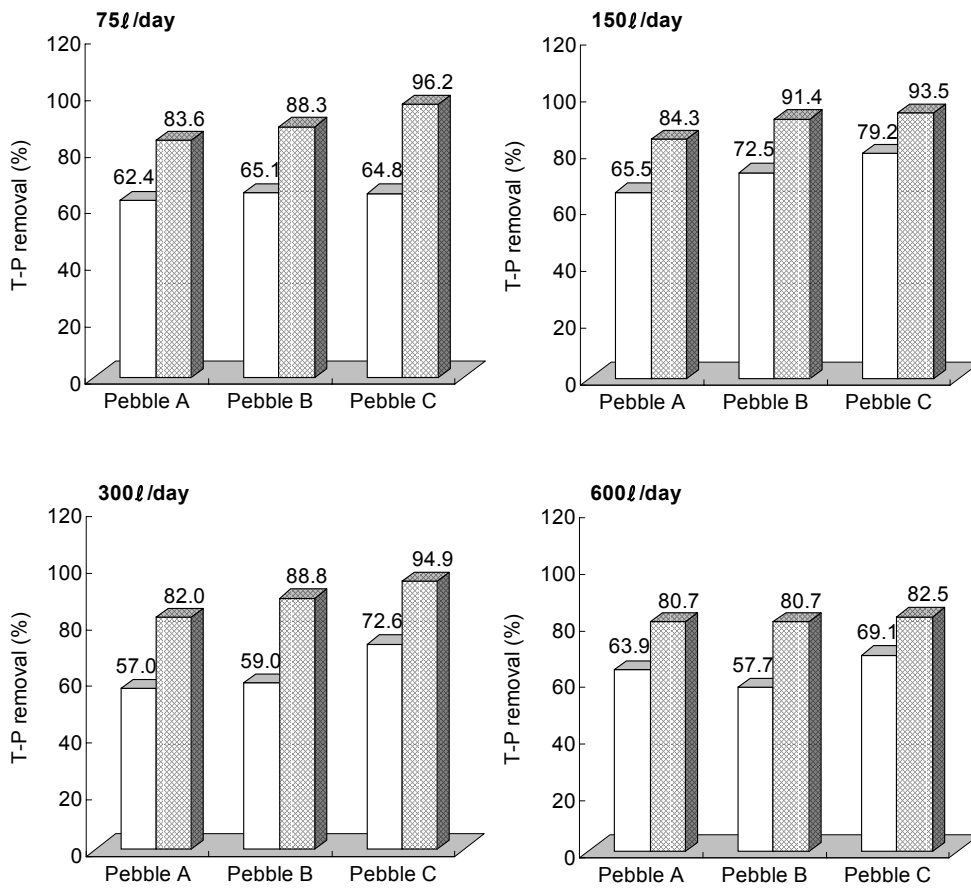 75ℓ/day
T-P removal (%)
120
100
80
60
40
20
0
62.4
83.6
65.1
88.3
64.8
96.2
Pebble A
Pebble B
Pebble C
150ℓ/day
T-P removal (%)
120
100
80
60
40
20
0
65.5
84.3
72.5
91.4
79.2
93.5
Pebble A
Pebble B
Pebble C
300ℓ/day
T-P removal (%)
120
100
80
60
40
20
0
57.0
82.0
59.0
88.8
72.6
94.9
Pebble A
Pebble B
Pebble C
600ℓ/day
T-P removal (%)
120
100
80
60
40
20
0
63.9
80.7
57.7
80.7
69.1
82.5
Pebble A
Pebble B
Pebble C